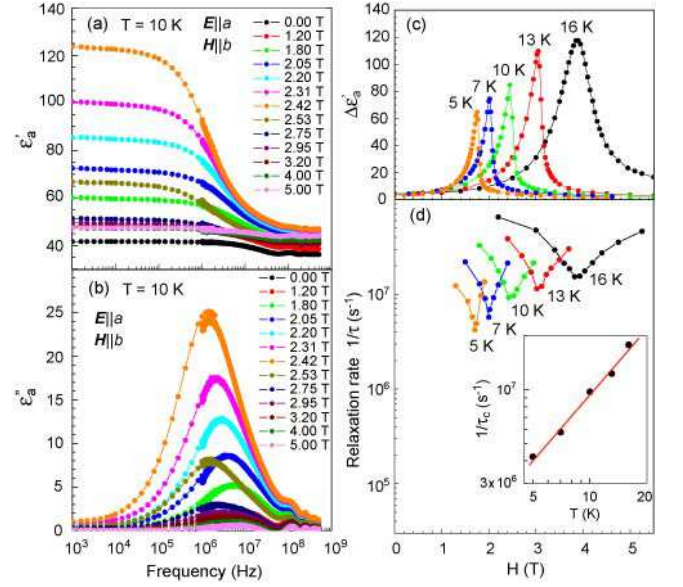 (a) T = 10 K
E||a
H||b
0.00 T
1.20 T
1.80 T
2.05 T
2.20 T
2.31 T
2.42 T
2.53 T
2.75 T
2.95 T
3.20 T
4.00 T
5.00 T
120
100
80
60
40
εa'
(b) T = 10 K
E||a
H||b
0.00 T
1.20 T
1.80 T
2.05 T
2.20 T
2.31 T
2.42 T
2.53 T
2.75 T
2.95 T
3.20 T
4.00 T
5.00 T
25
20
15
10
5
0
εa"
10³ 10⁴ 10⁵ 10⁶ 10⁷ 10⁸ 10⁹
Frequency (Hz)
(c)
16 K
13 K
10 K
7 K
5 K
140
120
100
80
60
40
20
0
Δεa'
(d)
16 K
13 K
10 K
7 K
5 K
10⁷
10⁶
10⁵
Relaxation rate 1/τ (s⁻¹)
10⁷
3x10⁶
1/τc (s⁻¹)
5 10 20
T (K)
0 1 2 3 4 5
H (T)